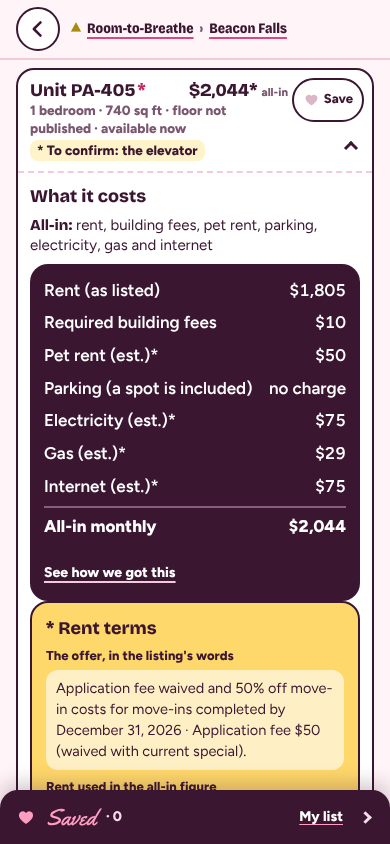 Room-to-Breathe › Beacon Falls
Unit PA-405* $2,044* all-in Save
1 bedroom · 740 sq ft · floor not
published · available now
* To confirm: the elevator
What it costs
All-in: rent, building fees, pet rent, parking,
electricity, gas and internet
Rent (as listed) $1,805
Required building fees $10
Pet rent (est.)* $50
Parking (a spot is included) no charge
Electricity (est.)* $75
Gas (est.)* $29
Internet (est.)* $75
All-in monthly $2,044
See how we got this
* Rent terms
The offer, in the listing's words
Application fee waived and 50% off move-
in costs for move-ins completed by
December 31, 2026 · Application fee $50
(waived with current special).
Rent used in the all-in figure
Saved · 0 My list